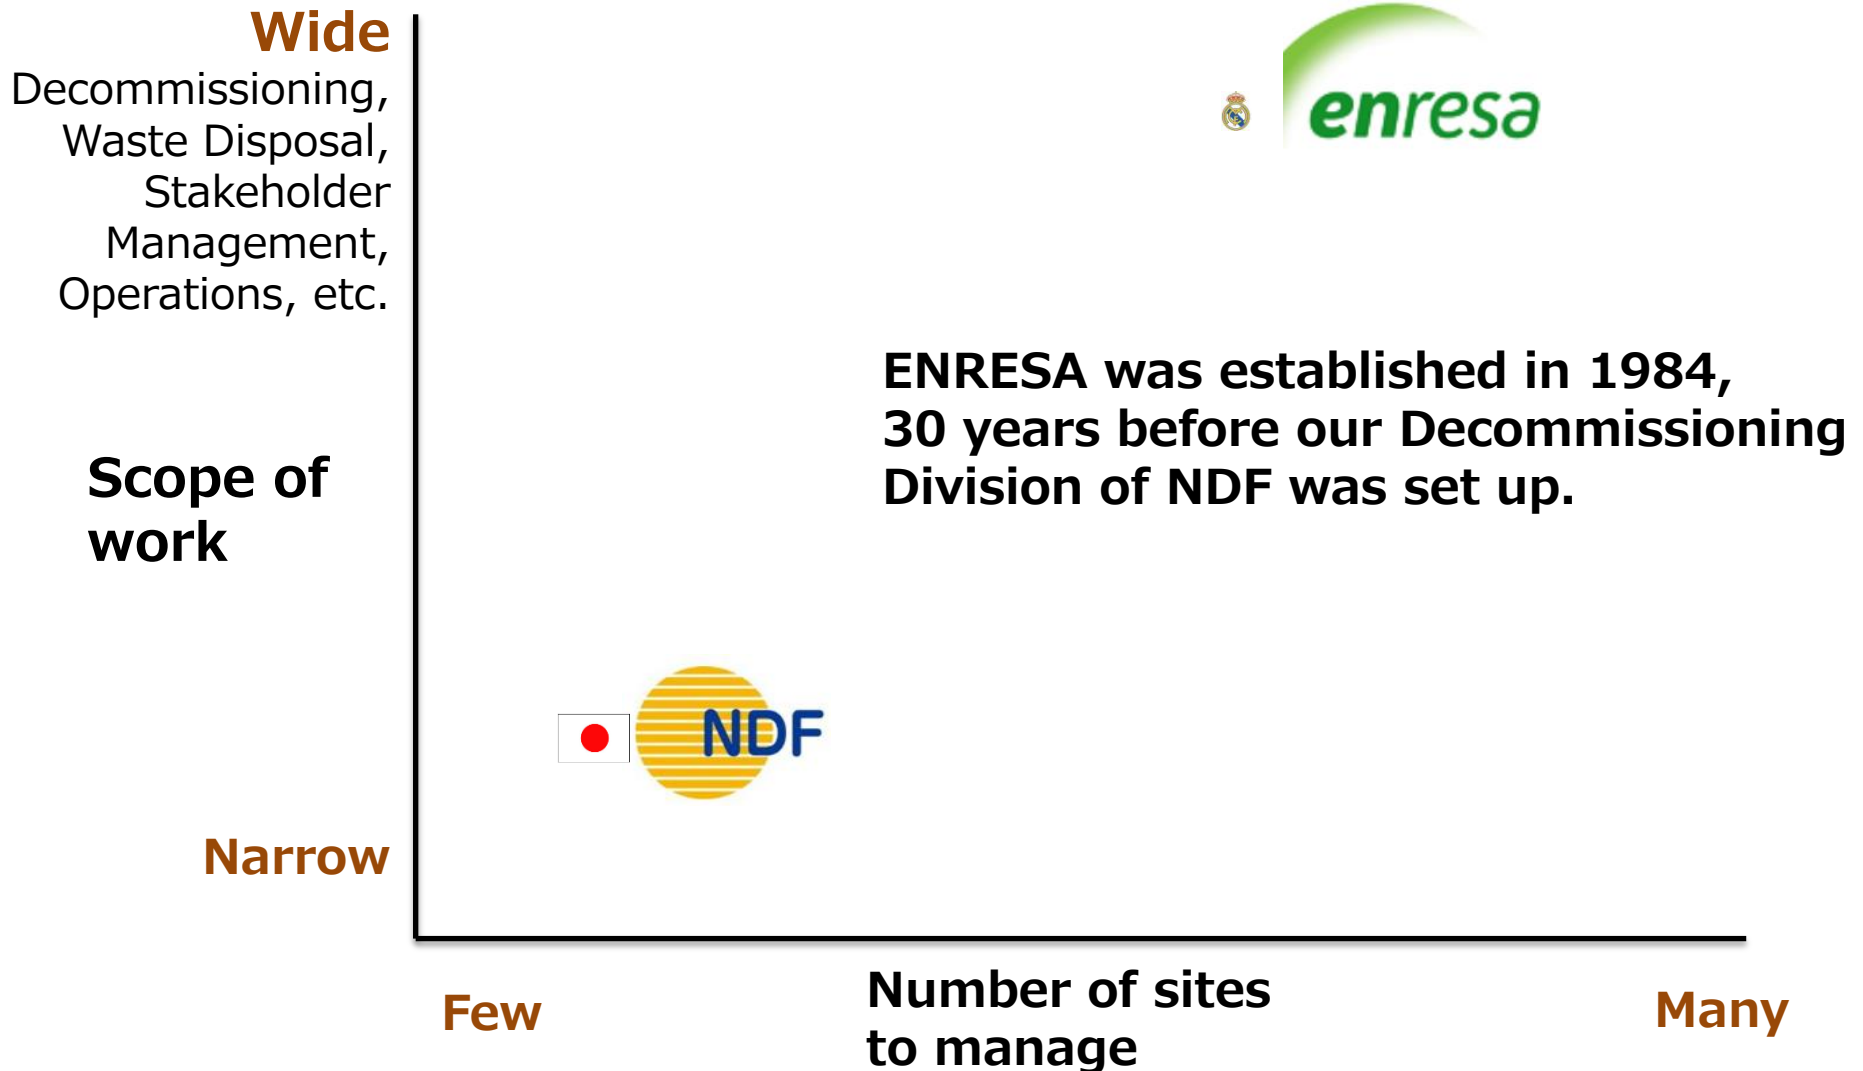 Wide
Decommissioning,
Waste Disposal,
Stakeholder
Management,
Operations, etc.
enresa
ENRESA was established in 1984,
30 years before our Decommissioning
Division of NDF was set up.
Scope of
work
NDF
Narrow
Few
Number of sites
to manage
Many